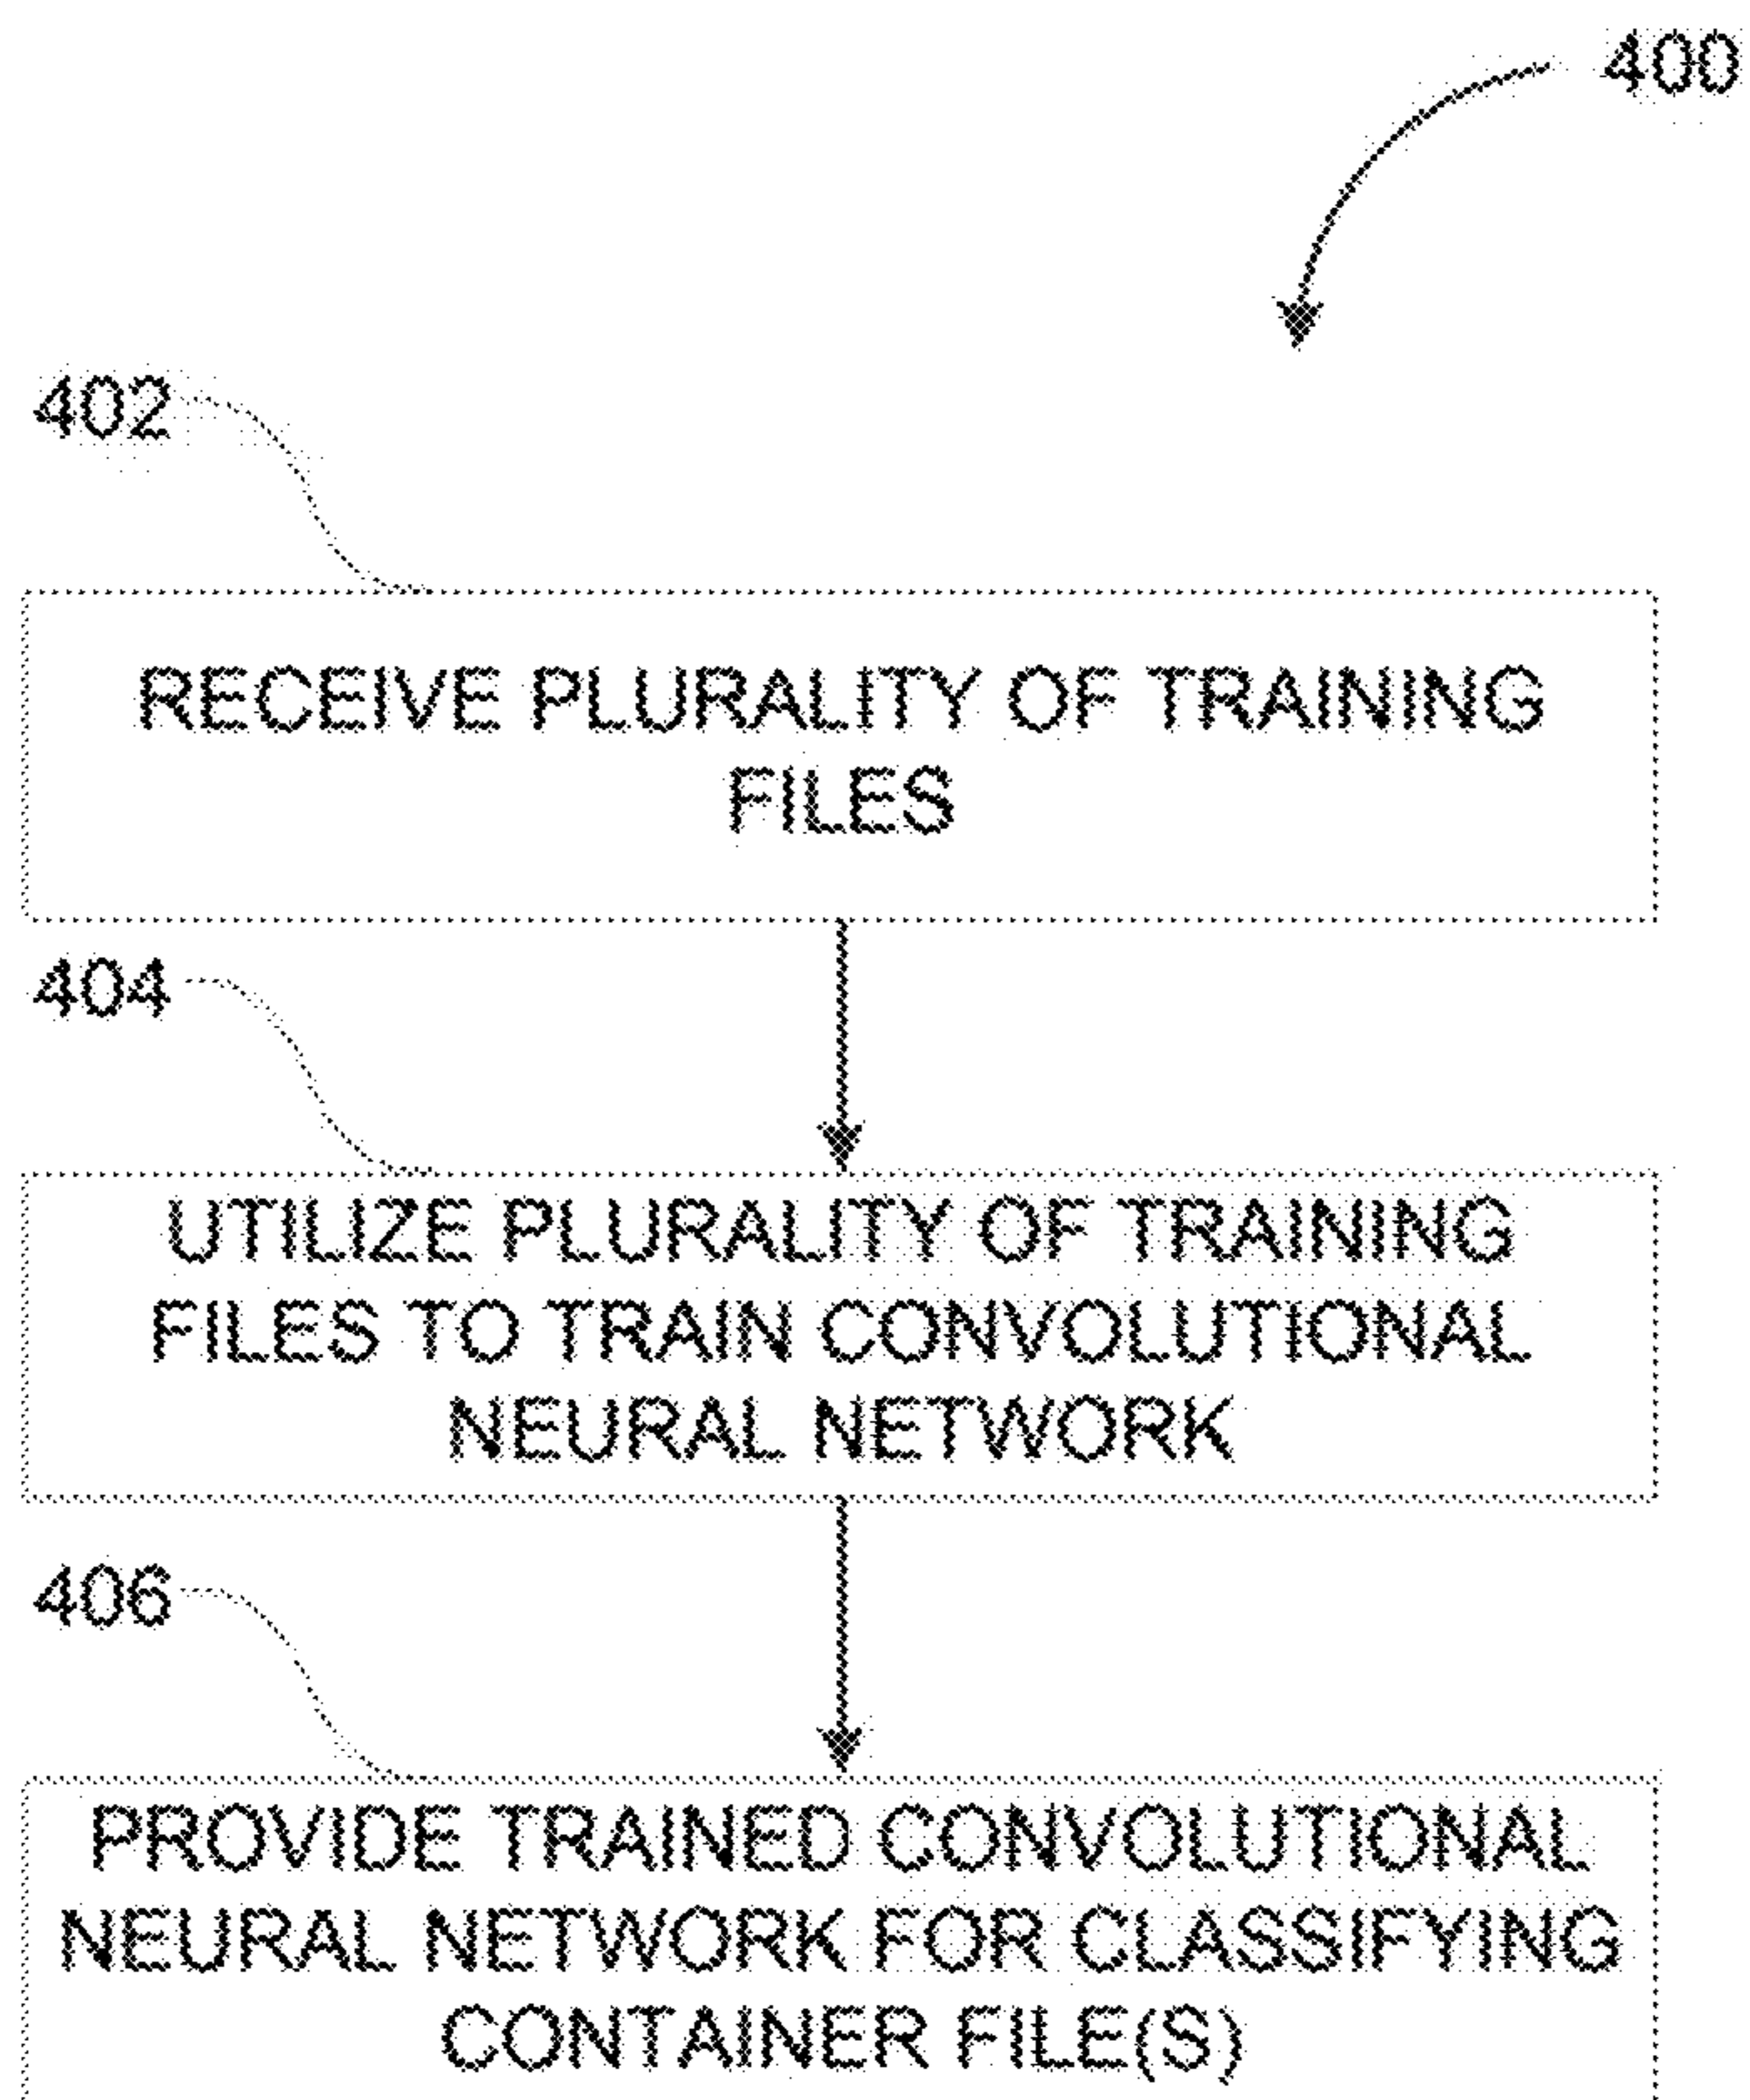 400
402
RECEIVE PLURALITY OF TRAINING
FILES
404
UTILIZE PLURALITY OF TRAINING
FILES TO TRAIN CONVOLUTIONAL
NEURAL NETWORK
406
PROVIDE TRAINED CONVOLUTIONAL
NEURAL NETWORK FOR CLASSIFYING
CONTAINER FILE(S)